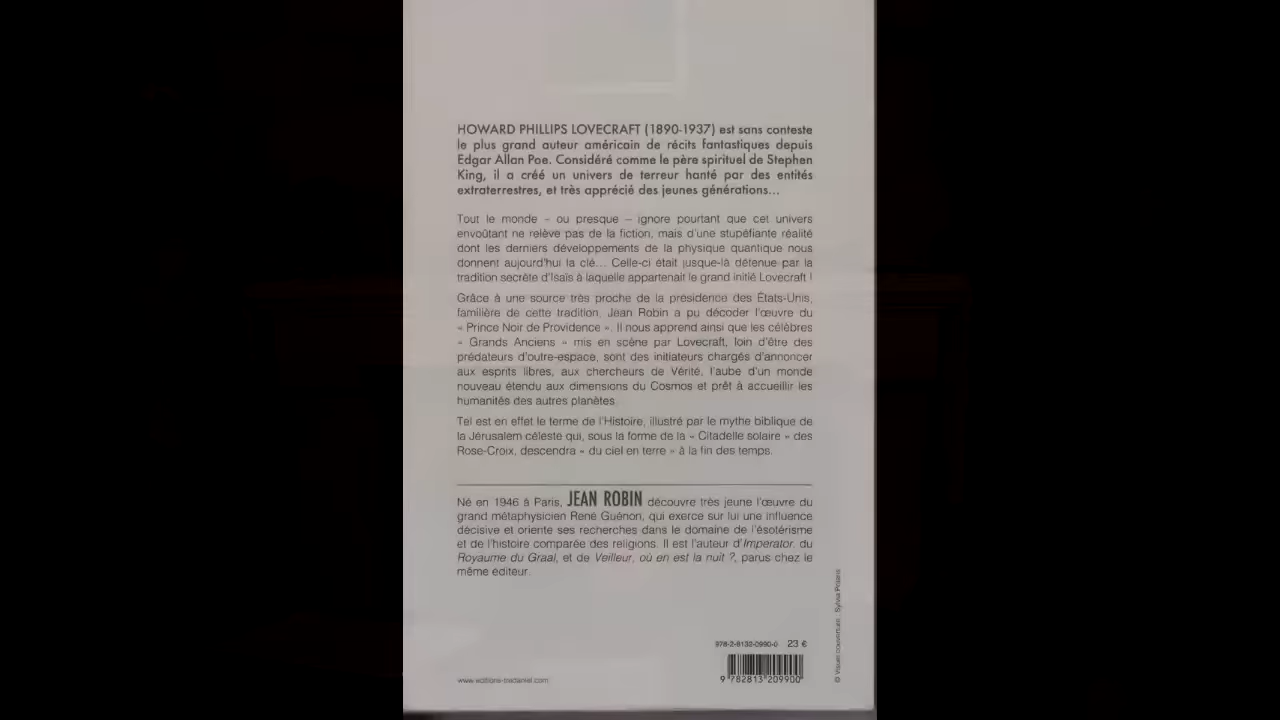 HOWARD PHILLIPS LOVECRAFT (1890-1937) est sans conteste
le plus grand auteur américain de récits fantastiques depuis
Edgar Allan Poe. Considéré comme le père spirituel de Stephen
King, il a créé un univers de terreur hanté par des entités
extraterrestres, et très apprécié des jeunes générations...
Tout le monde – ou presque – ignore pourtant que cet univers
envoûtant ne relève pas de la fiction, mais d'une stupéfiante réalité
dont les derniers développements de la physique quantique nous
donnent aujourd'hui la clé... Celle-ci était jusque-là détenue par la
tradition secrète d'Isaïs à laquelle appartenait le grand initié Lovecraft !
Grâce à une source très proche de la présidence des États-Unis,
familière de cette tradition, Jean Robin a pu décoder l'œuvre du
« Prince Noir de Providence ». Il nous apprend ainsi que les célèbres
« Grands Anciens » mis en scène par Lovecraft, loin d'être des
prédateurs d'outre-espace, sont des initiateurs chargés d'annoncer
aux esprits libres, aux chercheurs de Vérité, l'aube d'un monde
nouveau étendu aux dimensions du Cosmos et prêt à accueillir les
humanités des autres planètes.
Tel est en effet le terme de l'Histoire, illustré par le mythe biblique de
la Jérusalem céleste qui, sous la forme de la « Citadelle solaire » des
Rose-Croix, descendra « du ciel en terre » à la fin des temps.
Né en 1946 à Paris, JEAN ROBIN découvre très jeune l'œuvre du
grand métaphysicien René Guénon, qui exerce sur lui une influence
décisive et oriente ses recherches dans le domaine de l'ésotérisme
et de l'histoire comparée des religions. Il est l'auteur d'Imperator, du
Royaume du Graal, et de Veilleur, où en est la nuit ?, parus chez le
même éditeur.
978-2-8132-0990-0 23 €
9 782813 209900
www.editions-tredaniel.com
© Visuel couverture : Sylvia